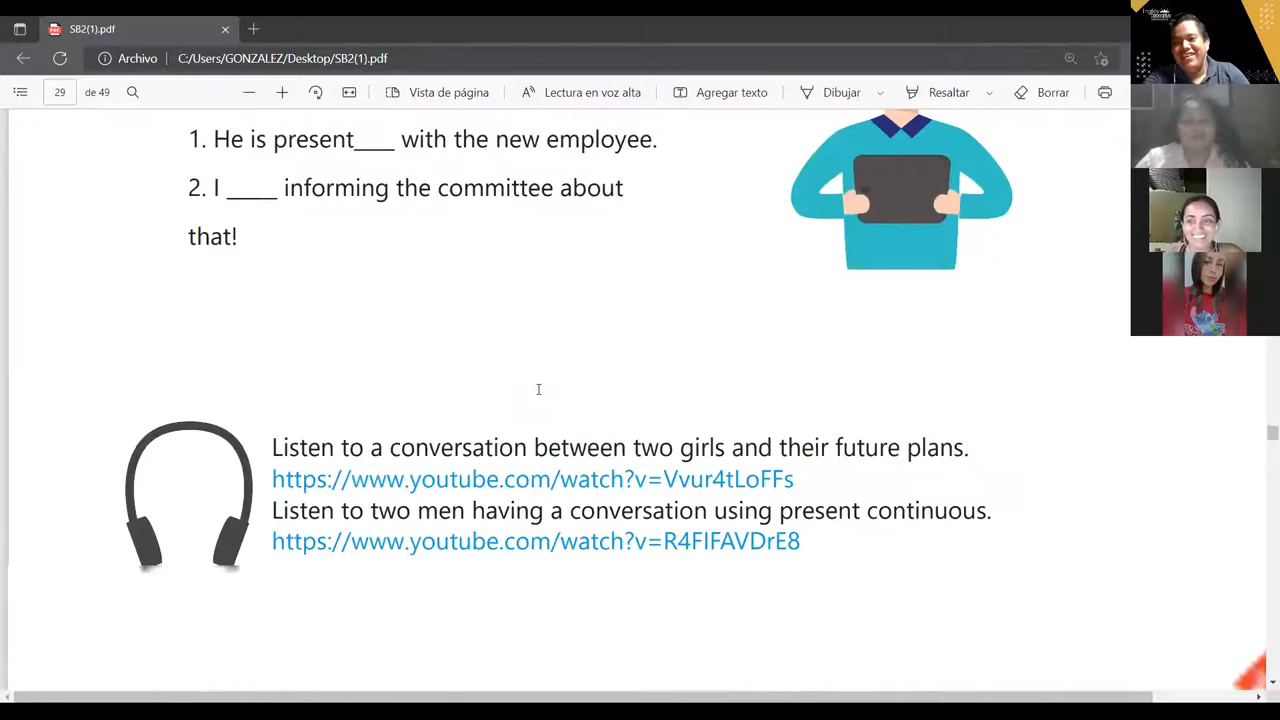 SB2(1).pdf
Archivo
C:/Users/GONZALEZ/Desktop/SB2(1).pdf
29
de 49
Vista de página
Lectura en voz alta
Agregar texto
Dibujar
Resaltar
Borrar
1. He is present____ with the new employee.
2. I _____ informing the committee about
that!
Listen to a conversation between two girls and their future plans.
https://www.youtube.com/watch?v=Vvur4tLoFFs
Listen to two men having a conversation using present continuous.
https://www.youtube.com/watch?v=R4FIFAVDrE8